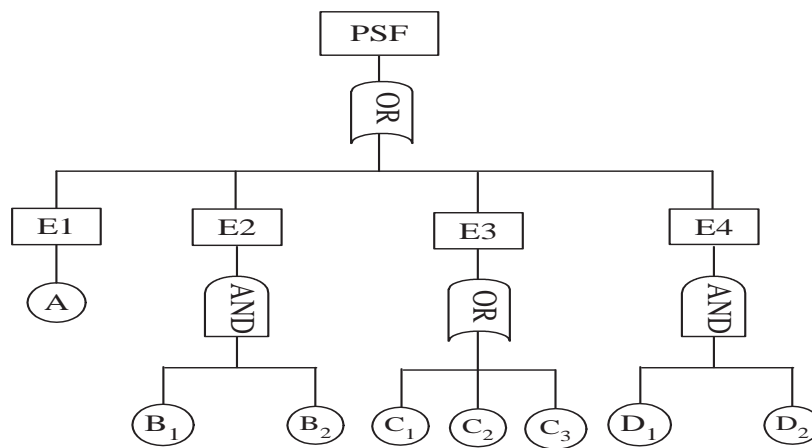 PSF
OR
E1 E2 E3 E4
A AND OR AND
B₁ B₂ C₁ C₂ C₃ D₁ D₂